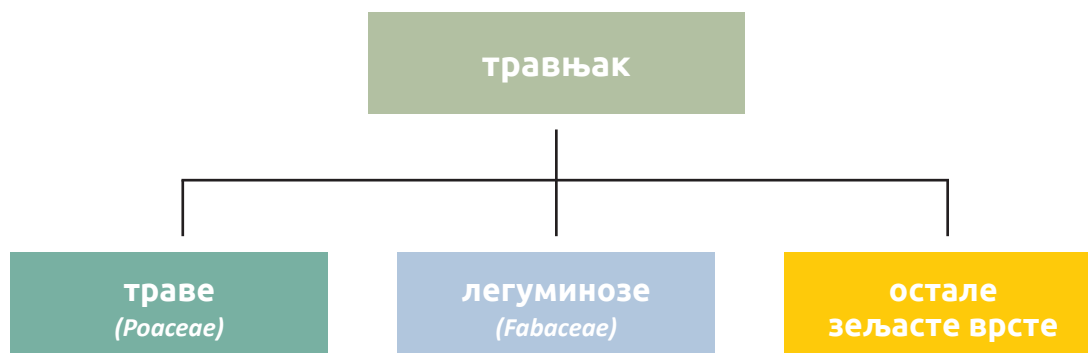 травњак
траве
(Poaceae)
легуминозе
(Fabaceae)
остале
зељасте врсте